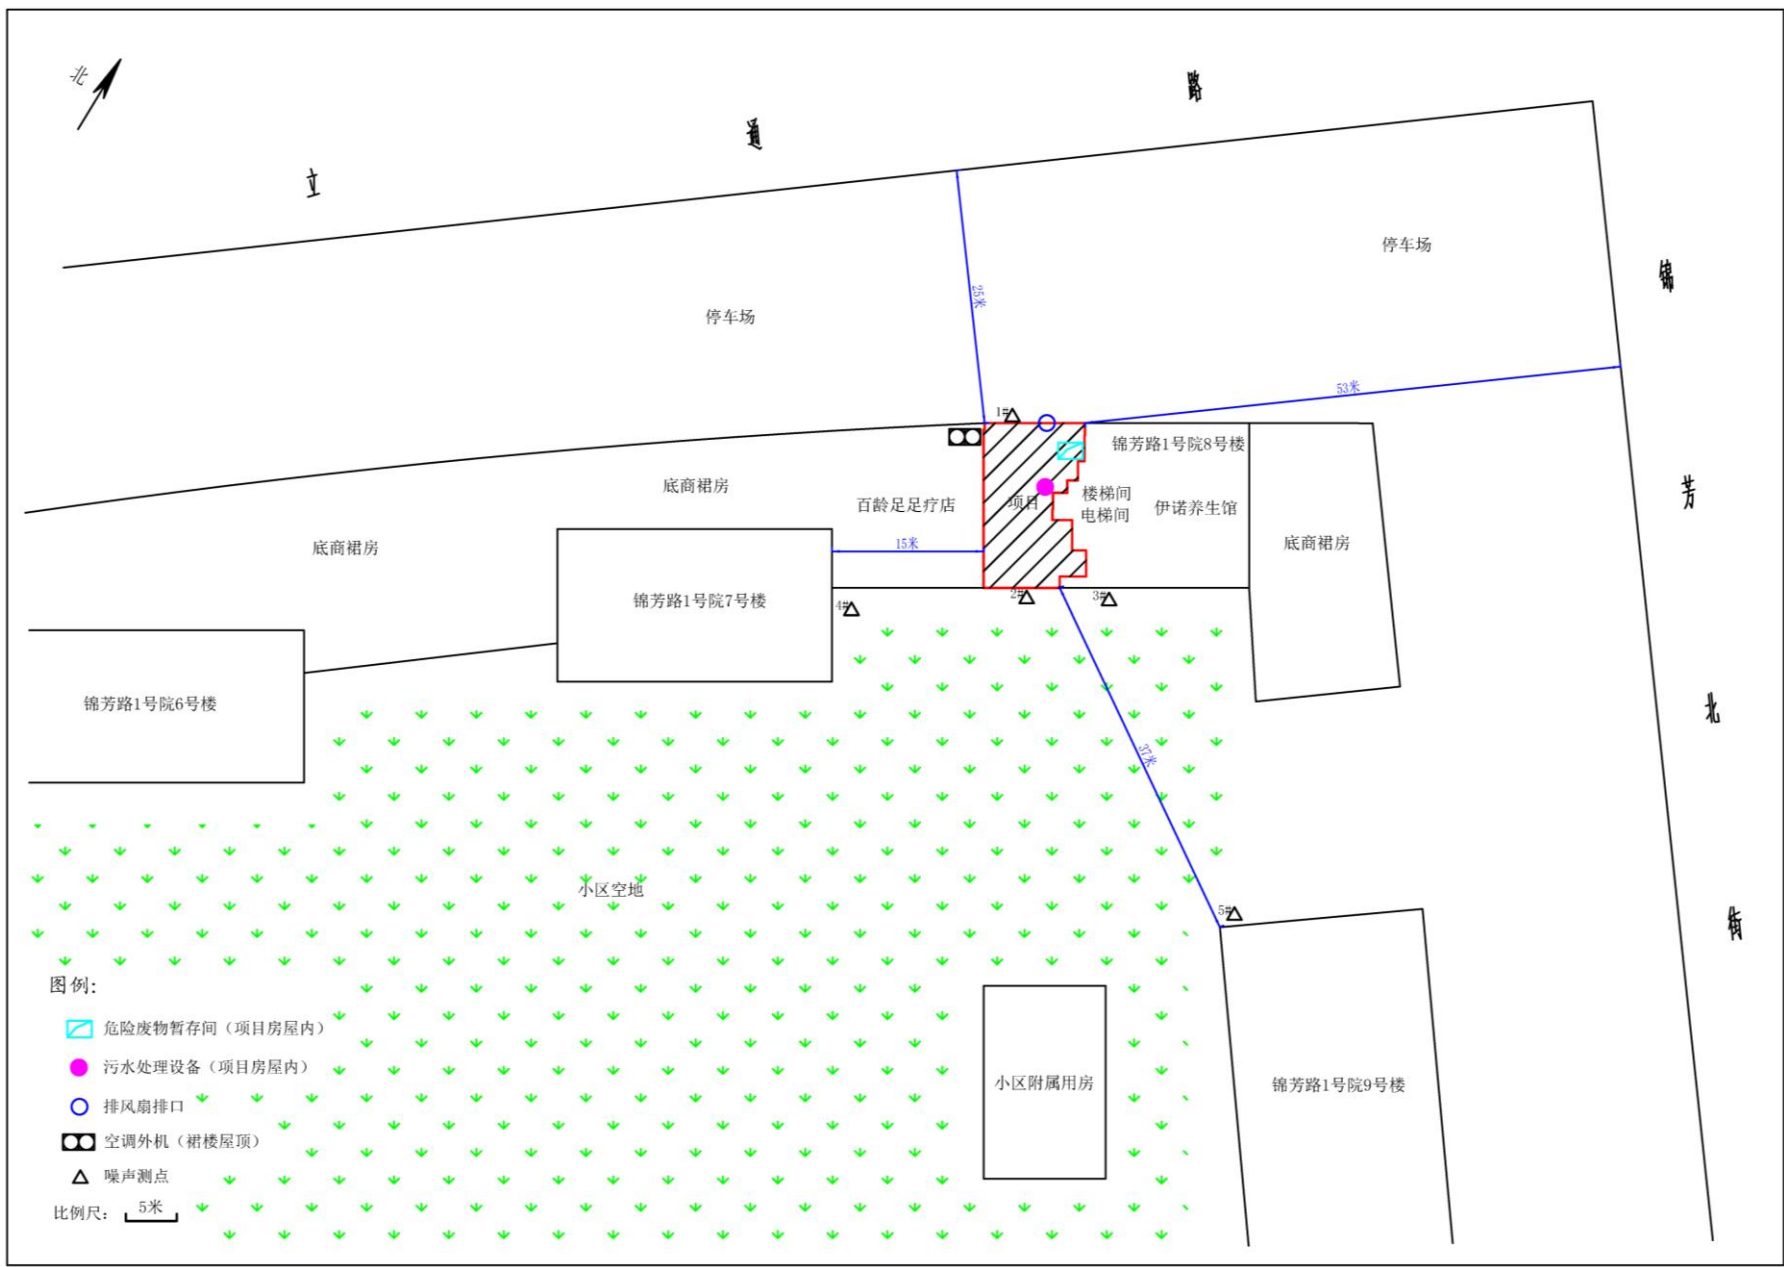 北
立
通
路
停车场
锦
停车场
25米
53米
1#
锦芳路1号院8号楼
底商裙房
楼梯间
百龄足足疗店
项目
伊诺养生馆
电梯间
芳
底商裙房
15米
底商裙房
锦芳路1号院7号楼
2#
3#
4#
锦芳路1号院6号楼
北
37米
小区空地
5#
街
图例:
危险废物暂存间（项目房屋内）
污水处理设备（项目房屋内）
小区附属用房
锦芳路1号院9号楼
排风扇排口
空调外机（裙楼屋顶）
噪声测点
比例尺:
5米